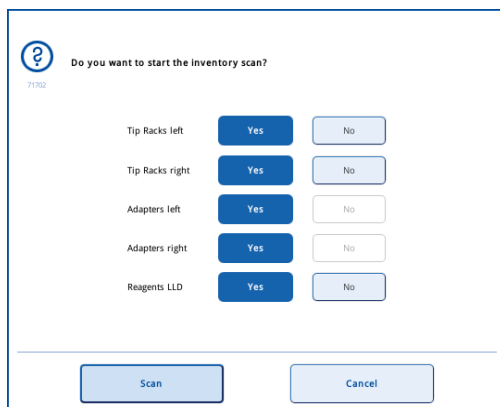 Do you want to start the inventory scan?
71702
Tip Racks left Yes No
Tip Racks right Yes No
Adapters left Yes No
Adapters right Yes No
Reagents LLD Yes No
Scan Cancel